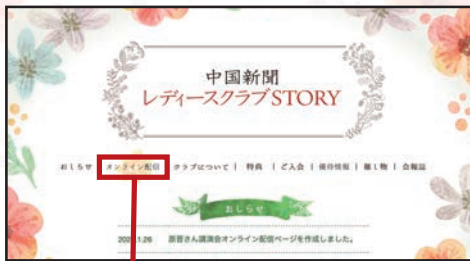 中国新聞
レディースクラブSTORY
おしらせ オンライン配信 クラブについて | 特典 | ご入会 | 優待情報 | 催し物 | 会報誌
おしらせ
1.26 原晋さん講演会オンライン配信ページを作成しました。